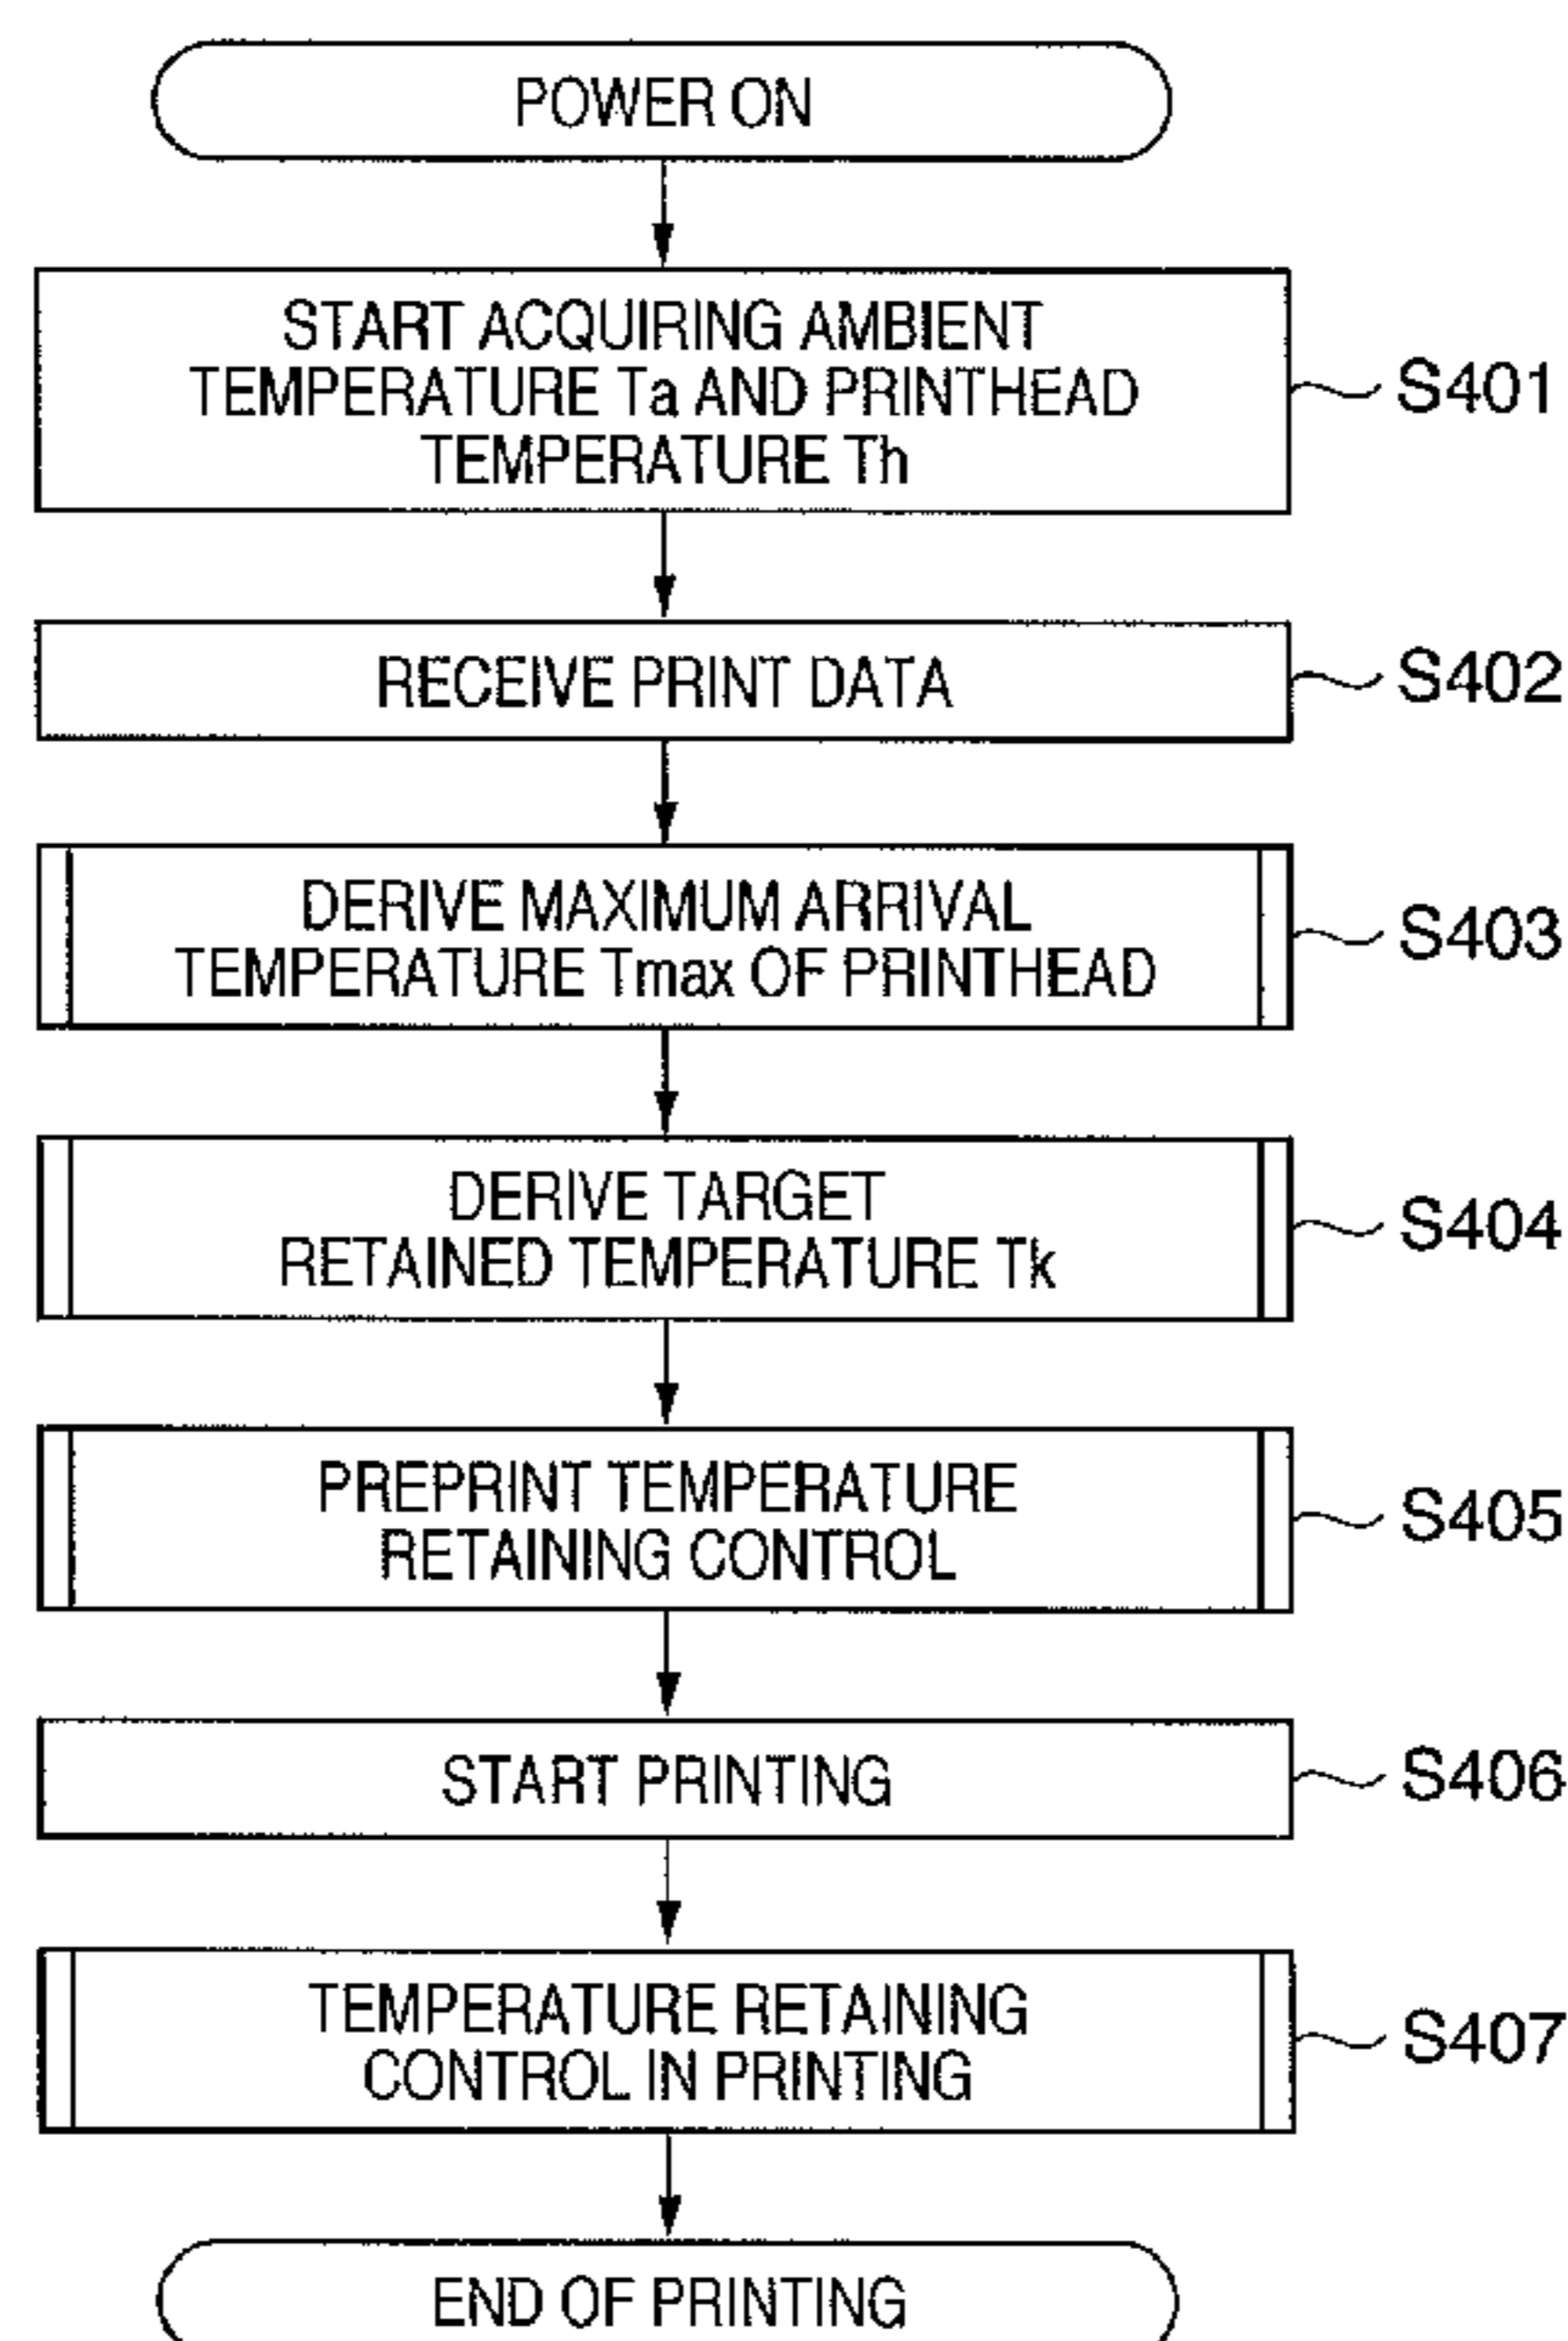 POWER ON
START ACQUIRING AMBIENT
TEMPERATURE Ta AND PRINTHEAD
TEMPERATURE Th
S401
RECEIVE PRINT DATA
S402
DERIVE MAXIMUM ARRIVAL
TEMPERATURE Tmax OF PRINTHEAD
S403
DERIVE TARGET
RETAINED TEMPERATURE Tk
S404
PREPRINT TEMPERATURE
RETAINING CONTROL
S405
START PRINTING
S406
TEMPERATURE RETAINING
CONTROL IN PRINTING
S407
END OF PRINTING